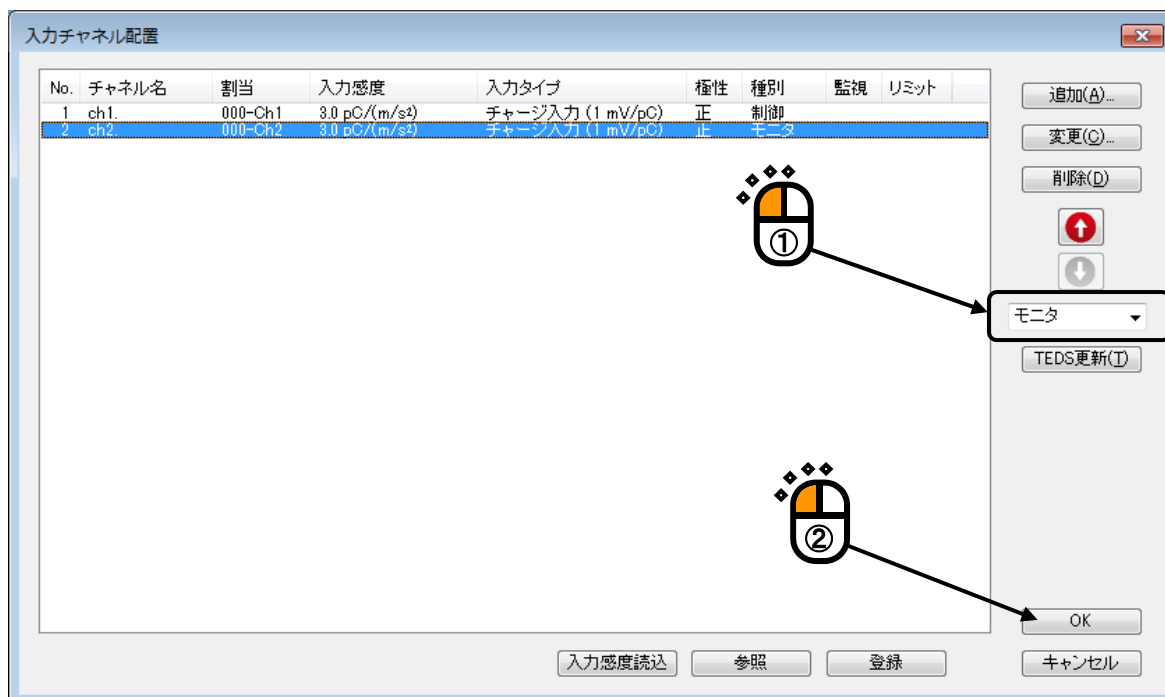 入力チャネル配置
No. チャネル名 割当 入力感度 入力タイプ 極性 種別 監視 リミット
1 ch1. 000-Ch1 3.0 pC/(m/s²) チャージ入力 (1 mV/pC) 正 制御
2 ch2. 000-Ch2 3.0 pC/(m/s²) チャージ入力 (1 mV/pC) 正 モニタ
追加(A)...
変更(C)...
削除(D)
①
モニタ
TEDS更新(T)
②
OK
入力感度読込 参照 登録 キャンセル